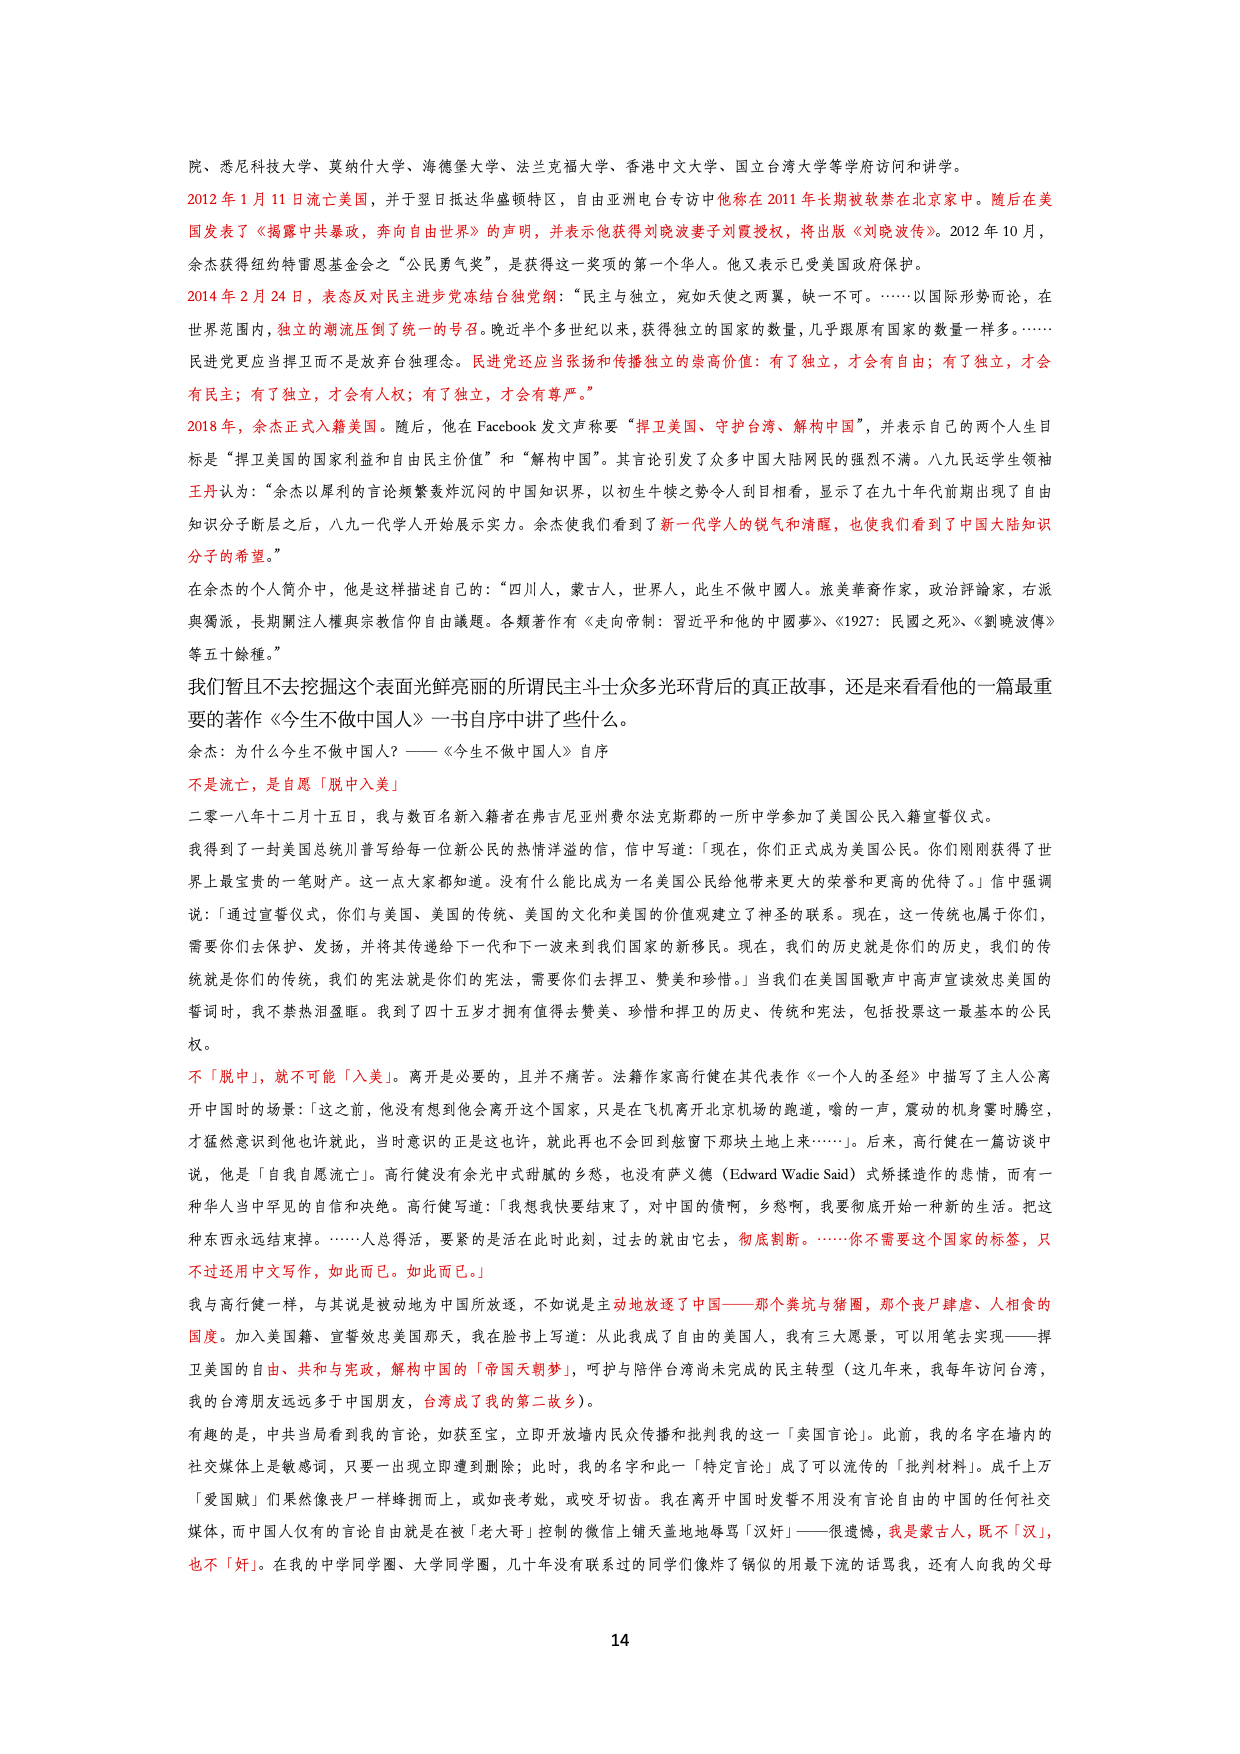 院、悉尼科技大学、莫纳什大学、海德堡大学、法兰克福大学、香港中文大学、国立台湾大学等学府访问和讲学。
2012 年 1 月 11 日流亡美国，并于翌日抵达华盛顿特区，自由亚洲电台专访中他称在 2011 年长期被软禁在北京家中。随后在美
国发表了《揭露中共暴政，奔向自由世界》的声明，并表示他获得刘晓波妻子刘霞授权，将出版《刘晓波传》。2012 年 10 月，
余杰获得纽约特雷恩基金会之“公民勇气奖”，是获得这一奖项的第一个华人。他又表示已受美国政府保护。
2014 年 2 月 24 日，表态反对民主进步党冻结台独党纲：“民主与独立，宛如天使之两翼，缺一不可。……以国际形势而论，在
世界范围内，独立的潮流压倒了统一的号召。晚近半个多世纪以来，获得独立的国家的数量，几乎跟原有国家的数量一样多。……
民进党更应当捍卫而不是放弃台独理念。民进党还应当张扬和传播独立的崇高价值：有了独立，才会有自由；有了独立，才会
有民主；有了独立，才会有人权；有了独立，才会有尊严。”
2018 年，余杰正式入籍美国。随后，他在 Facebook 发文声称要“捍卫美国、守护台湾、解构中国”，并表示自己的两个人生目
标是“捍卫美国的国家利益和自由民主价值”和“解构中国”。其言论引发了众多中国大陆网民的强烈不满。八九民运学生领袖
王丹认为：“余杰以犀利的言论频繁轰炸沉闷的中国知识界，以初生牛犊之势令人刮目相看，显示了在九十年代前期出现了自由
知识分子断层之后，八九一代学人开始展示实力。余杰使我们看到了新一代学人的锐气和清醒，也使我们看到了中国大陆知识
分子的希望。”
在余杰的个人简介中，他是这样描述自己的：“四川人，蒙古人，世界人，此生不做中國人。旅美華裔作家，政治評論家，右派
與獨派，長期關注人權與宗教信仰自由議題。各類著作有《走向帝制：習近平和他的中國夢》、《1927：民國之死》、《劉曉波傳》
等五十餘種。”
我们暂且不去挖掘这个表面光鲜亮丽的所谓民主斗士众多光环背后的真正故事，还是来看看他的一篇最重
要的著作《今生不做中国人》一书自序中讲了些什么。
余杰：为什么今生不做中国人？——《今生不做中国人》自序
不是流亡，是自愿「脱中入美」
二零一八年十二月十五日，我与数百名新入籍者在弗吉尼亚州费尔法克斯郡的一所中学参加了美国公民入籍宣誓仪式。
我得到了一封美国总统川普写给每一位新公民的热情洋溢的信，信中写道：「现在，你们正式成为美国公民。你们刚刚获得了世
界上最宝贵的一笔财产。这一点大家都知道。没有什么能比成为一名美国公民给他带来更大的荣誉和更高的优待了。」信中强调
说：「通过宣誓仪式，你们与美国、美国的传统、美国的文化和美国的价值观建立了神圣的联系。现在，这一传统也属于你们，
需要你们去保护、发扬，并将其传递给下一代和下一波来到我们国家的新移民。现在，我们的历史就是你们的历史，我们的传
统就是你们的传统，我们的宪法就是你们的宪法，需要你们去捍卫、赞美和珍惜。」当我们在美国国歌声中高声宣读效忠美国的
誓词时，我不禁热泪盈眶。我到了四十五岁才拥有值得去赞美、珍惜和捍卫的历史、传统和宪法，包括投票这一最基本的公民
权。
不「脱中」，就不可能「入美」。离开是必要的，且并不痛苦。法籍作家高行健在其代表作《一个人的圣经》中描写了主人公离
开中国时的场景：「这之前，他没有想到他会离开这个国家，只是在飞机离开北京机场的跑道，嗡的一声，震动的机身霎时腾空，
才猛然意识到他也许就此，当时意识的正是这也许，就此再也不会回到舷窗下那块土地上来……」。后来，高行健在一篇访谈中
说，他是「自我自愿流亡」。高行健没有余光中式甜腻的乡愁，也没有萨义德（Edward Wadie Said）式矫揉造作的悲情，而有一
种华人当中罕见的自信和决绝。高行健写道：「我想我快要结束了，对中国的债啊，乡愁啊，我要彻底开始一种新的生活。把这
种东西永远结束掉。……人总得活，要紧的是活在此时此刻，过去的就由它去，彻底割断。……你不需要这个国家的标签，只
不过还用中文写作，如此而已。如此而已。」
我与高行健一样，与其说是被动地为中国所放逐，不如说是主动地放逐了中国——那个粪坑与猪圈，那个丧尸肆虐、人相食的
国度。加入美国籍、宣誓效忠美国那天，我在脸书上写道：从此我成了自由的美国人，我有三大愿景，可以用笔去实现——捍
卫美国的自由、共和与宪政，解构中国的「帝国天朝梦」，呵护与陪伴台湾尚未完成的民主转型（这几年来，我每年访问台湾，
我的台湾朋友远远多于中国朋友，台湾成了我的第二故乡）。
有趣的是，中共当局看到我的言论，如获至宝，立即开放墙内民众传播和批判我的这一「卖国言论」。此前，我的名字在墙内的
社交媒体上是敏感词，只要一出现立即遭到删除；此时，我的名字和此一「特定言论」成了可以流传的「批判材料」。成千上万
「爱国贼」们果然像丧尸一样蜂拥而上，或如丧考妣，或咬牙切齿。我在离开中国时发誓不用没有言论自由的中国的任何社交
媒体，而中国人仅有的言论自由就是在被「老大哥」控制的微信上铺天盖地地辱骂「汉奸」——很遗憾，我是蒙古人，既不「汉」，
也不「奸」。在我的中学同学圈、大学同学圈，几十年没有联系过的同学们像炸了锅似的用最下流的话骂我，还有人向我的父母
14